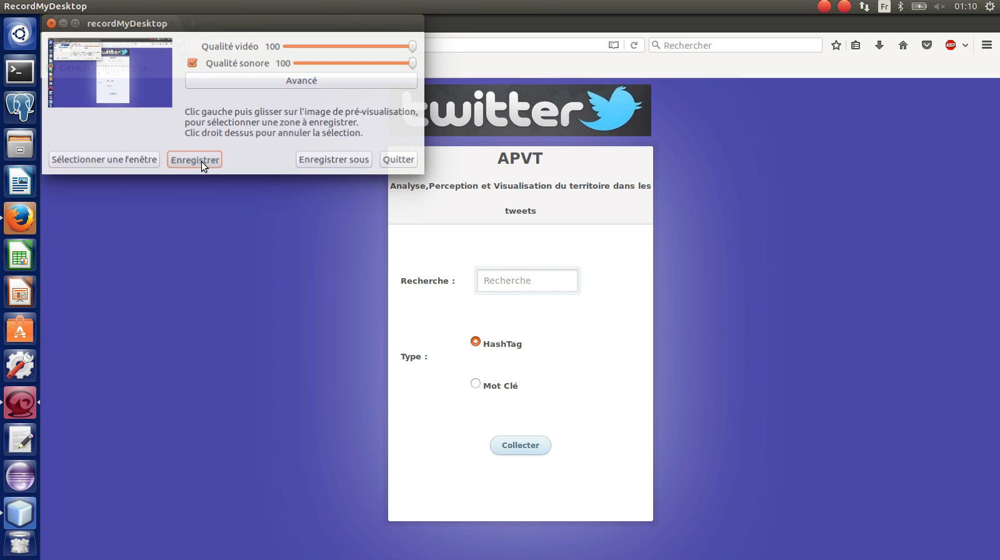 RecordMyDesktop
Fr
01:10
recordMyDesktop
Qualité vidéo 100
Qualité sonore 100
Avancé
Clic gauche puis glisser sur l'image de pré-visualisation,
pour sélectionner une zone à enregistrer.
Clic droit dessus pour annuler la sélection.
Sélectionner une fenêtre
Enregistrer
Enregistrer sous
Quitter
Rechercher
ABP
twitter
APVT
Analyse,Perception et Visualisation du territoire dans les
tweets
Recherche :
Recherche
Type :
HashTag
Mot Clé
Collecter